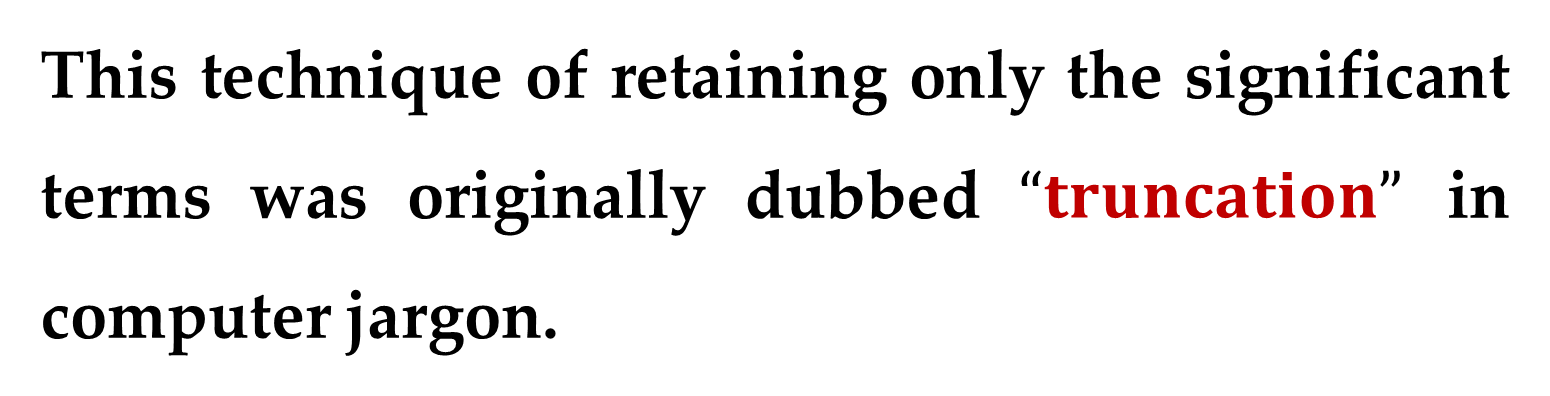 This technique of retaining only the significant
terms was originally dubbed “truncation” in
computer jargon.